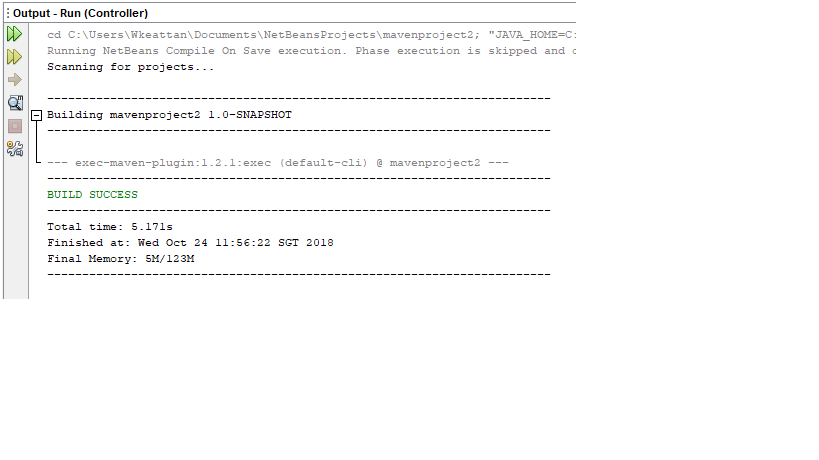 Output - Run (Controller)
cd C:\Users\Wkeattan\Documents\NetBeansProjects\mavenproject2; "JAVA_HOME=C:
Running NetBeans Compile On Save execution. Phase execution is skipped and
Scanning for projects...
------------------------------------------------------------------------
Building mavenproject2 1.0-SNAPSHOT
------------------------------------------------------------------------
--- exec-maven-plugin:1.2.1:exec (default-cli) @ mavenproject2 ---
------------------------------------------------------------------------
BUILD SUCCESS
------------------------------------------------------------------------
Total time: 5.171s
Finished at: Wed Oct 24 11:56:22 SGT 2018
Final Memory: 5M/123M
------------------------------------------------------------------------